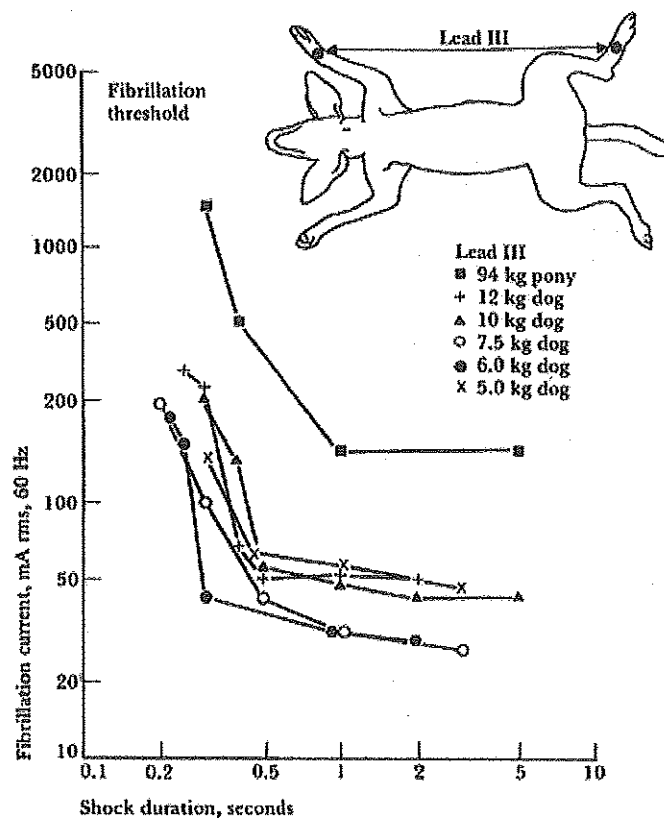 Lead III
5000
Fibrillation
threshold
2000
1000
Lead III
94 kg pony
12 kg dog
10 kg dog
7.5 kg dog
6.0 kg dog
5.0 kg dog
500
200
100
50
20
10
Fibrillation current, mA rms, 60 Hz
0.1 0.2 0.5 1 2 5 10
Shock duration, seconds